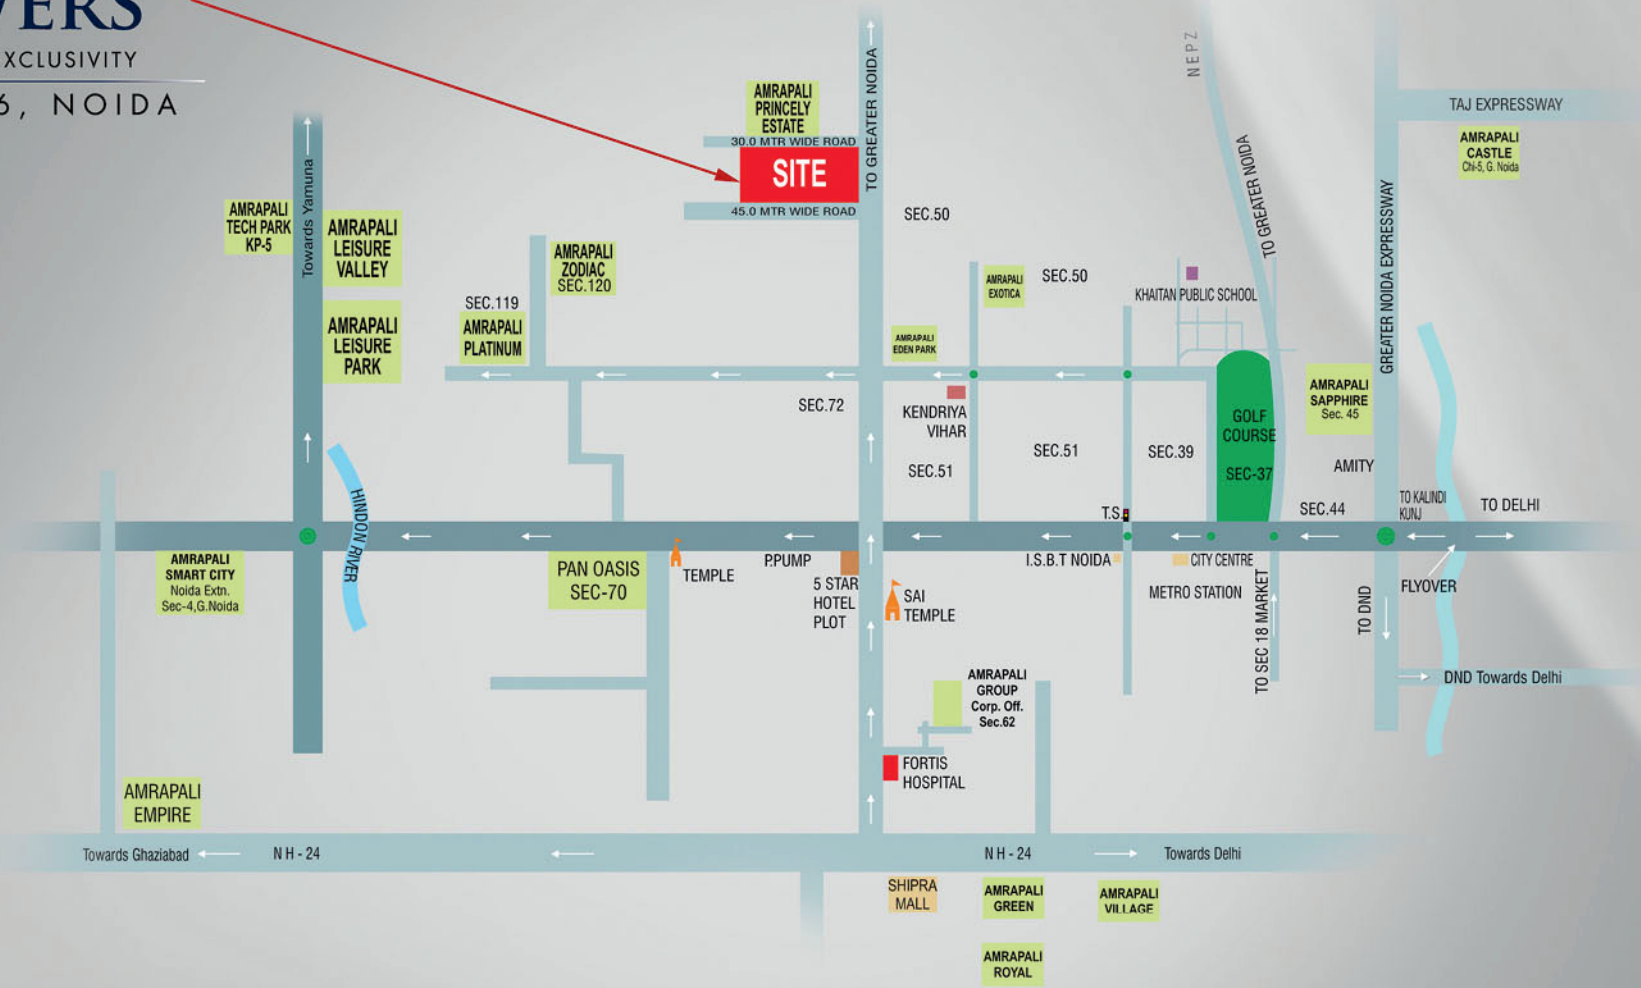 XCLUSIVITY
6, NOIDA
NEPZ
TO GREATER NOIDA
TAJ EXPRESSWAY
AMRAPALI
PRINCELY
ESTATE
30.0 MTR WIDE ROAD
SITE
45.0 MTR WIDE ROAD
AMRAPALI
CASTLE
Chi-5, G. Noida
TO GREATER NOIDA
Towards Yamuna
AMRAPALI
TECH PARK
KP-5
AMRAPALI
LEISURE
VALLEY
SEC.50
GREATER NOIDA EXPRESSWAY
AMRAPALI
ZODIAC
SEC.120
AMRAPALI
EXOTICA
SEC.50
KHAITAN PUBLIC SCHOOL
SEC.119
AMRAPALI
PLATINUM
AMRAPALI
LEISURE
PARK
AMRAPALI
EDEN PARK
AMRAPALI
SAPPHIRE
Sec. 45
SEC.72
KENDRIYA
VIHAR
GOLF
COURSE
SEC-37
SEC.51
SEC.51
SEC.39
AMITY
HINDON RIVER
T.S.
SEC.44
TO KALINDI
KUNJ
TO DELHI
AMRAPALI
SMART CITY
Noida Extn.
Sec-4,G.Noida
PAN OASIS
SEC-70
TEMPLE
P.PUMP
5 STAR
HOTEL
PLOT
SAI
TEMPLE
I.S.B.T NOIDA
CITY CENTRE
METRO STATION
TO SEC 18 MARKET
TO DND
FLYOVER
DND Towards Delhi
AMRAPALI
GROUP
Corp. Off.
Sec.62
FORTIS
HOSPITAL
AMRAPALI
EMPIRE
Towards Ghaziabad
NH-24
NH-24
Towards Delhi
SHIPRA
MALL
AMRAPALI
GREEN
AMRAPALI
VILLAGE
AMRAPALI
ROYAL